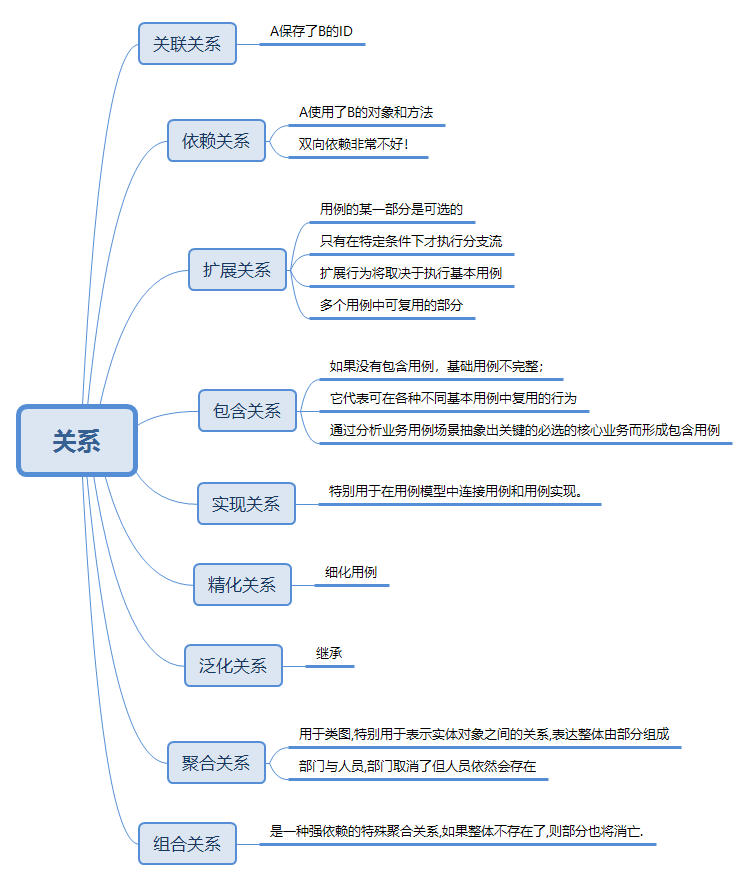 关系
关联关系
A保存了B的ID
依赖关系
A使用了B的对象和方法
双向依赖非常不好！
扩展关系
用例的某一部分是可选的
只有在特定条件下才执行分支流
扩展行为将取决于执行基本用例
多个用例中可复用的部分
包含关系
如果没有包含用例，基础用例不完整；
它代表可在各种不同基本用例中复用的行为
通过分析业务用例场景抽象出关键的必选的核心业务而形成包含用例
实现关系
特别用于在用例模型中连接用例和用例实现。
精化关系
细化用例
泛化关系
继承
聚合关系
用于类图,特别用于表示实体对象之间的关系,表达整体由部分组成
部门与人员,部门取消了但人员依然会存在
组合关系
是一种强依赖的特殊聚合关系,如果整体不存在了,则部分也将消亡.